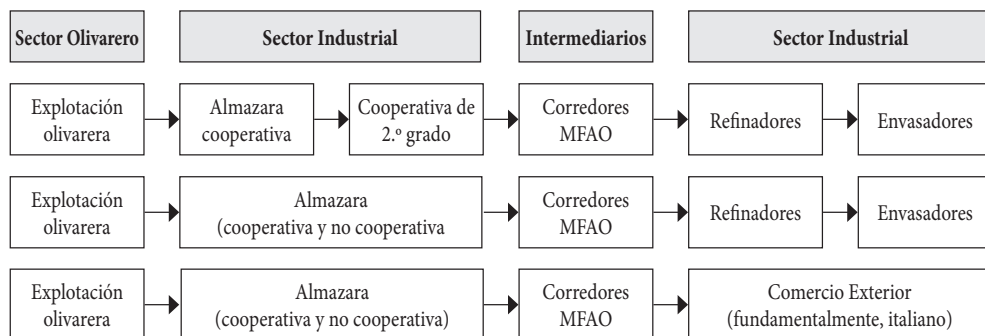 Sector Olivarero
Sector Industrial
Intermediarios
Sector Industrial
Explotación
olivarera
Almazara
cooperativa
Cooperativa de
2.º grado
Corredores
MFAO
Refinadores
Envasadores
Explotación
olivarera
Almazara
(cooperativa y no cooperativa
Corredores
MFAO
Refinadores
Envasadores
Explotación
olivarera
Almazara
(cooperativa y no cooperativa)
Corredores
MFAO
Comercio Exterior
(fundamentalmente, italiano)